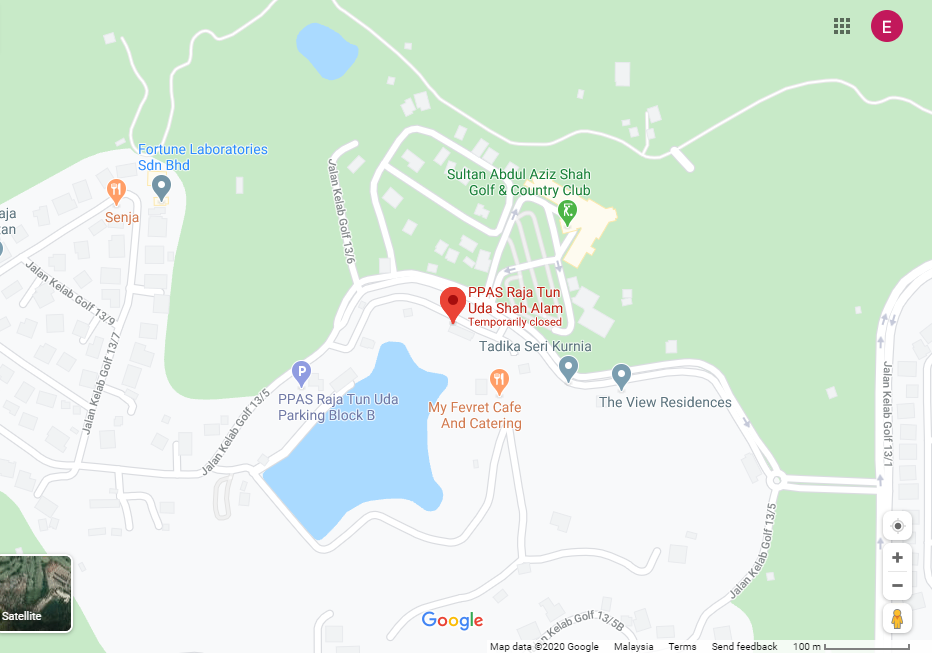 E
Fortune Laboratories
Sdn Bhd
Sultan Abdul Aziz Shah
Golf & Country Club
Jalan Kelab Golf 13/6
Senja
aja
an
Jalan Kelab Golf 13/9
PPAS Raja Tun
Uda Shah Alam
Temporarily closed
Tadika Seri Kurnia
Jalan Kelab Golf 13/7
P
PPAS Raja Tun Uda
Parking Block B
My Fevret Cafe
And Catering
The View Residences
Jalan Kelab Golf 13/1
Jalan Kelab Golf 13/5
Jalan Kelab Golf 13/5
Jalan Kelab Golf 13/5B
Satellite
Google
Map data ©2020 Google Malaysia Terms Send feedback 100 m